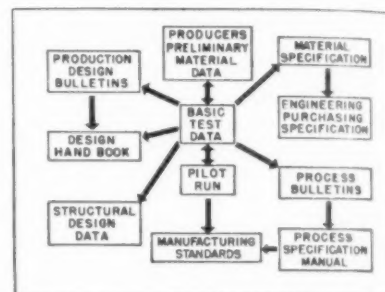 PRODUCERS
PRELIMINARY
MATERIAL
DATA
MATERIAL
SPECIFICATION
PRODUCTION
DESIGN
BULLETINS
ENGINEERING
PURCHASING
SPECIFICATION
BASIC
TEST
DATA
DESIGN
HAND BOOK
PILOT
RUN
PROCESS
BULLETINS
STRUCTURAL
DESIGN
DATA
MANUFACTURING
STANDARDS
PROCESS
SPECIFICATION
MANUAL